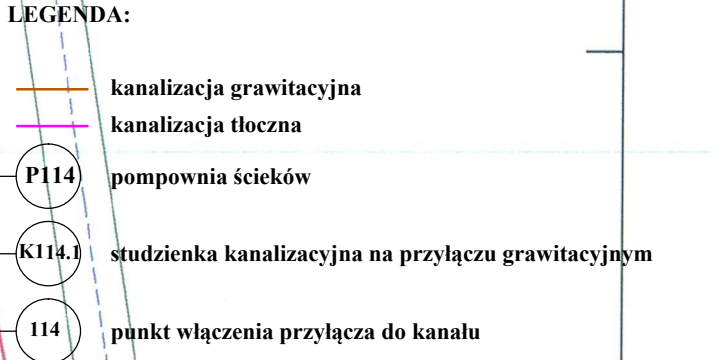 LEGENDA:
kanalizacja grawitacyjna
kanalizacja tłoczna
P114 pompownia ścieków
K114.1 studzienka kanalizacyjna na przyłączu grawitacyjnym
114 punkt włączenia przyłącza do kanału